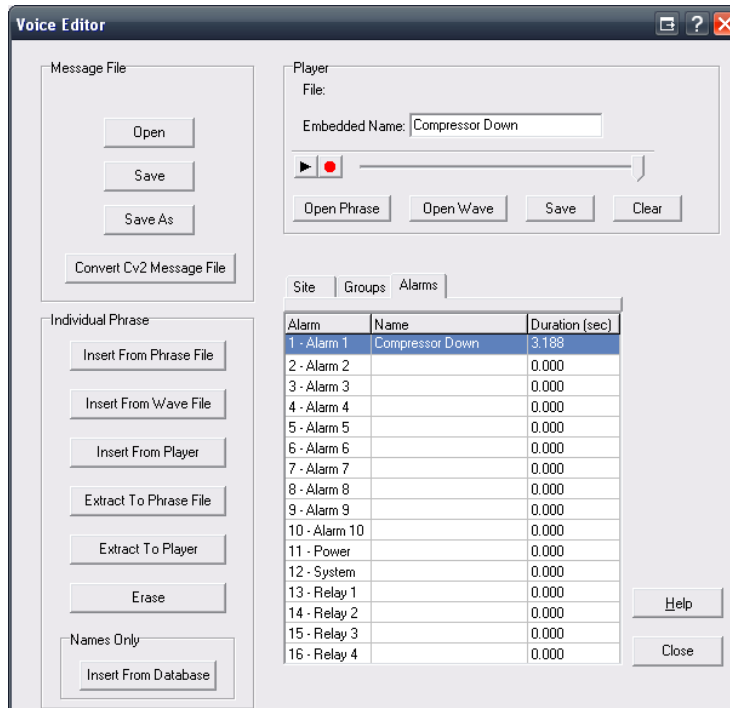 Voice Editor
Message File
Open
Save
Save As
Convert Cv2 Message File
Individual Phrase
Insert From Phrase File
Insert From Wave File
Insert From Player
Extract To Phrase File
Extract To Player
Erase
Names Only
Insert From Database
Player
File:
Embedded Name: Compressor Down
Open Phrase Open Wave Save Clear
Site Groups Alarms
Alarm Name Duration (sec)
1 - Alarm 1 Compressor Down 3.188
2 - Alarm 2 0.000
3 - Alarm 3 0.000
4 - Alarm 4 0.000
5 - Alarm 5 0.000
6 - Alarm 6 0.000
7 - Alarm 7 0.000
8 - Alarm 8 0.000
9 - Alarm 9 0.000
10 - Alarm 10 0.000
11 - Power 0.000
12 - System 0.000
13 - Relay 1 0.000
14 - Relay 2 0.000
15 - Relay 3 0.000
16 - Relay 4 0.000
Help
Close